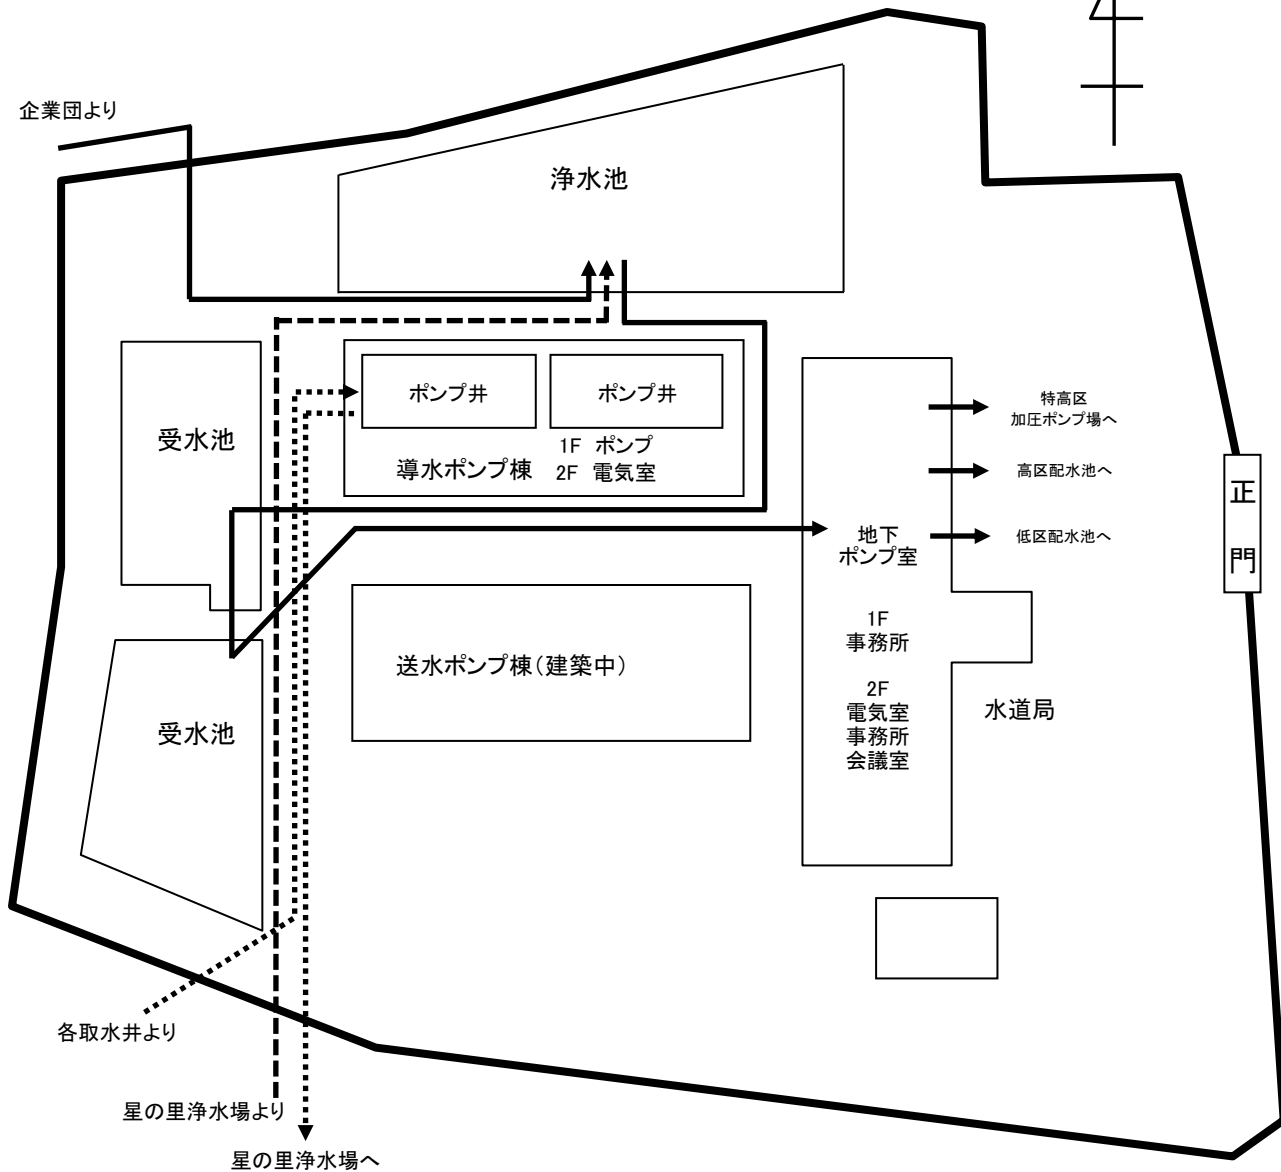 企業団より
浄水池
ポンプ井
ポンプ井
1F ポンプ
導水ポンプ棟
2F 電気室
受水池
特高区
加圧ポンプ場へ
高区配水池へ
低区配水池へ
正門
地下
ポンプ室
1F
事務所
2F
電気室
事務所
会議室
水道局
送水ポンプ棟(建築中)
受水池
各取水井より
星の里浄水場より
星の里浄水場へ